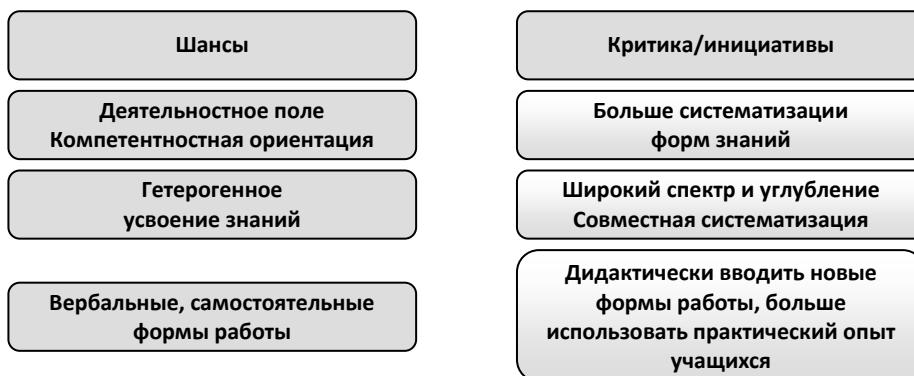 Шансы
Критика/инициативы
Деятельностное поле
Компетентностная ориентация
Больше систематизации
форм знаний
Гетерогенное
усвоение знаний
Широкий спектр и углубление
Совместная систематизация
Вербальные, самостоятельные
формы работы
Дидактически вводить новые
формы работы, больше
использовать практический опыт
учащихся